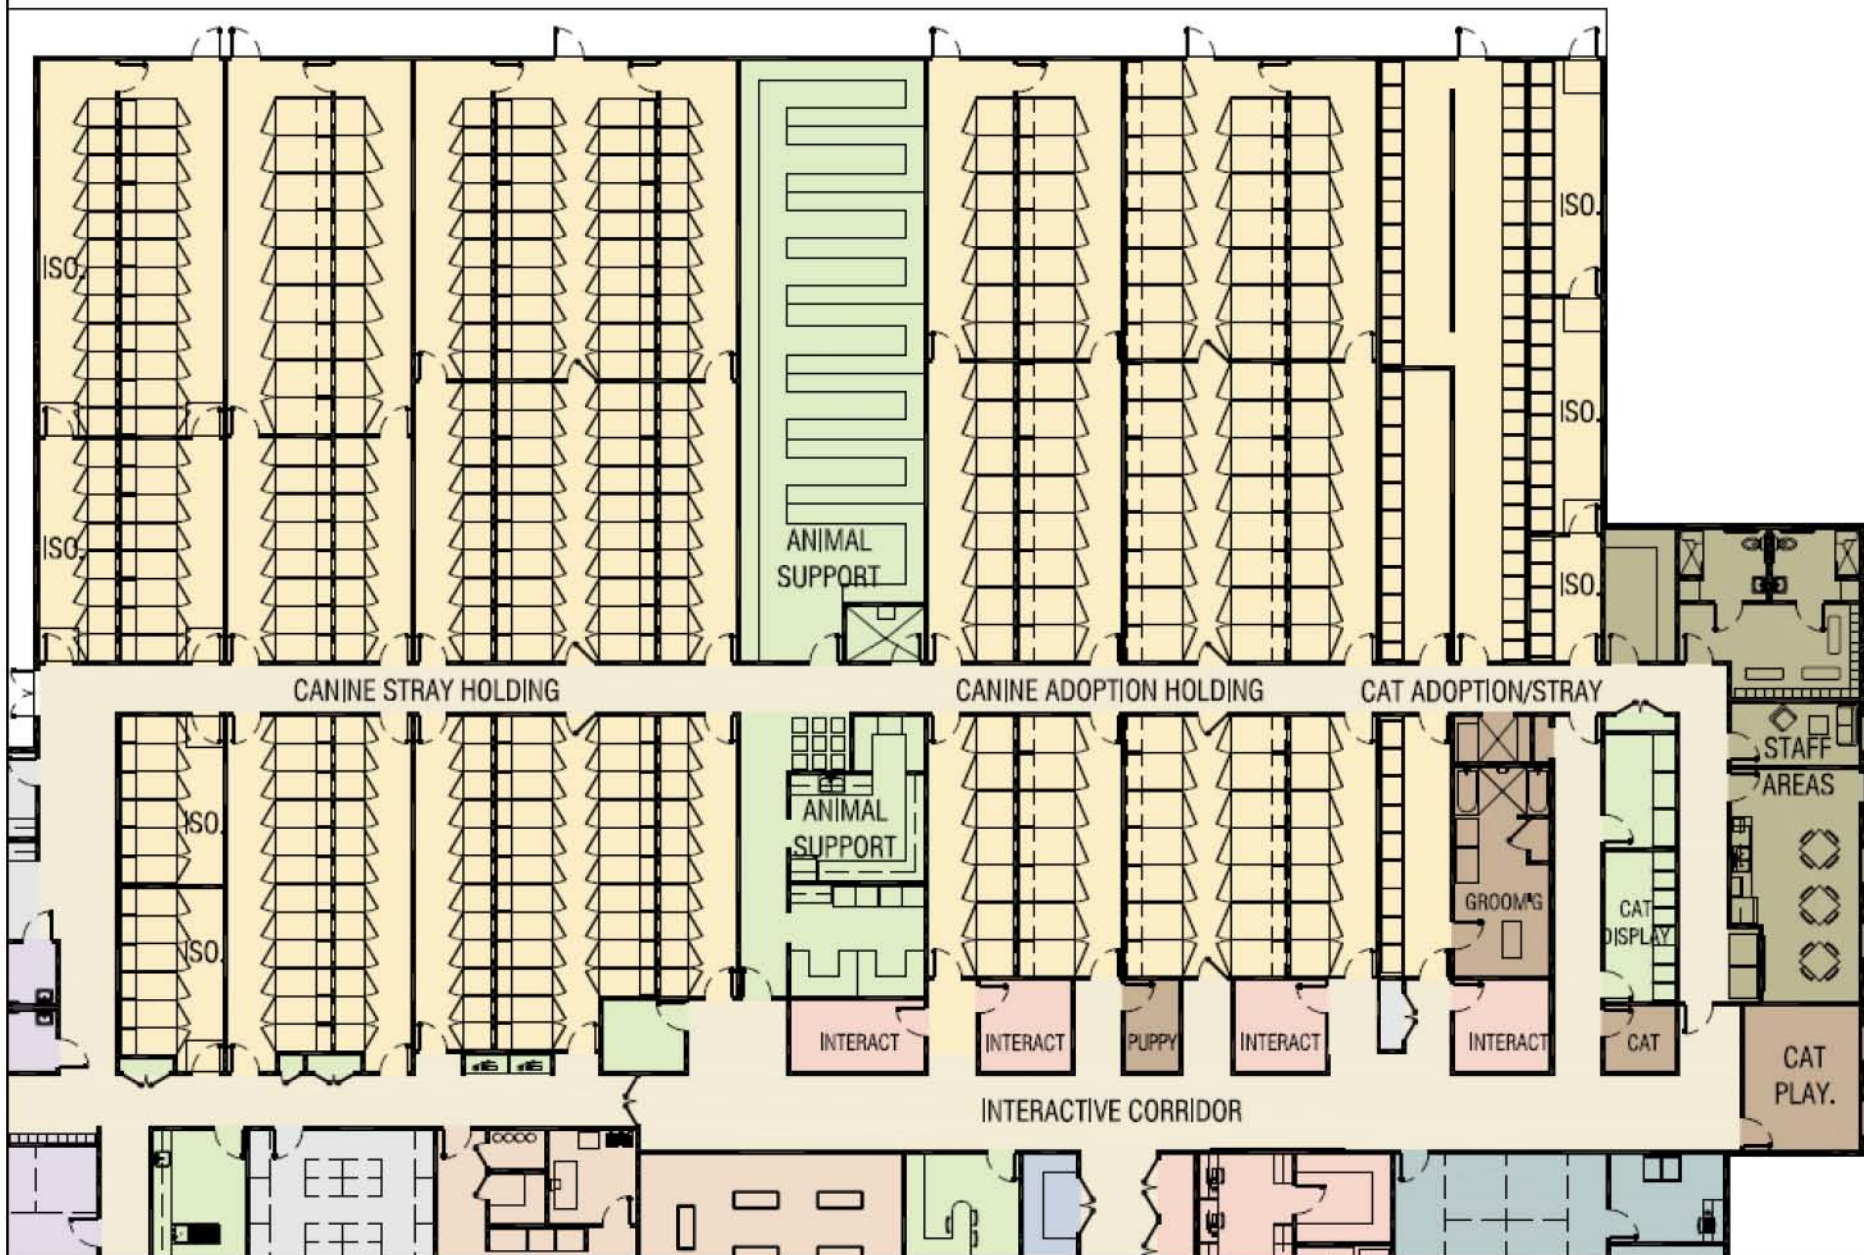 ISO.
ISO.
ISO.
ANIMAL
SUPPORT
ISO.
ISO.
CANINE STRAY HOLDING
CANINE ADOPTION HOLDING
CAT ADOPTION/STRAY
STAFF
AREAS
ISO.
ANIMAL
SUPPORT
GROOM'G
CAT
DISPLAY
ISO.
INTERACT
INTERACT
PUPPY
INTERACT
INTERACT
CAT
CAT
PLAY.
INTERACTIVE CORRIDOR